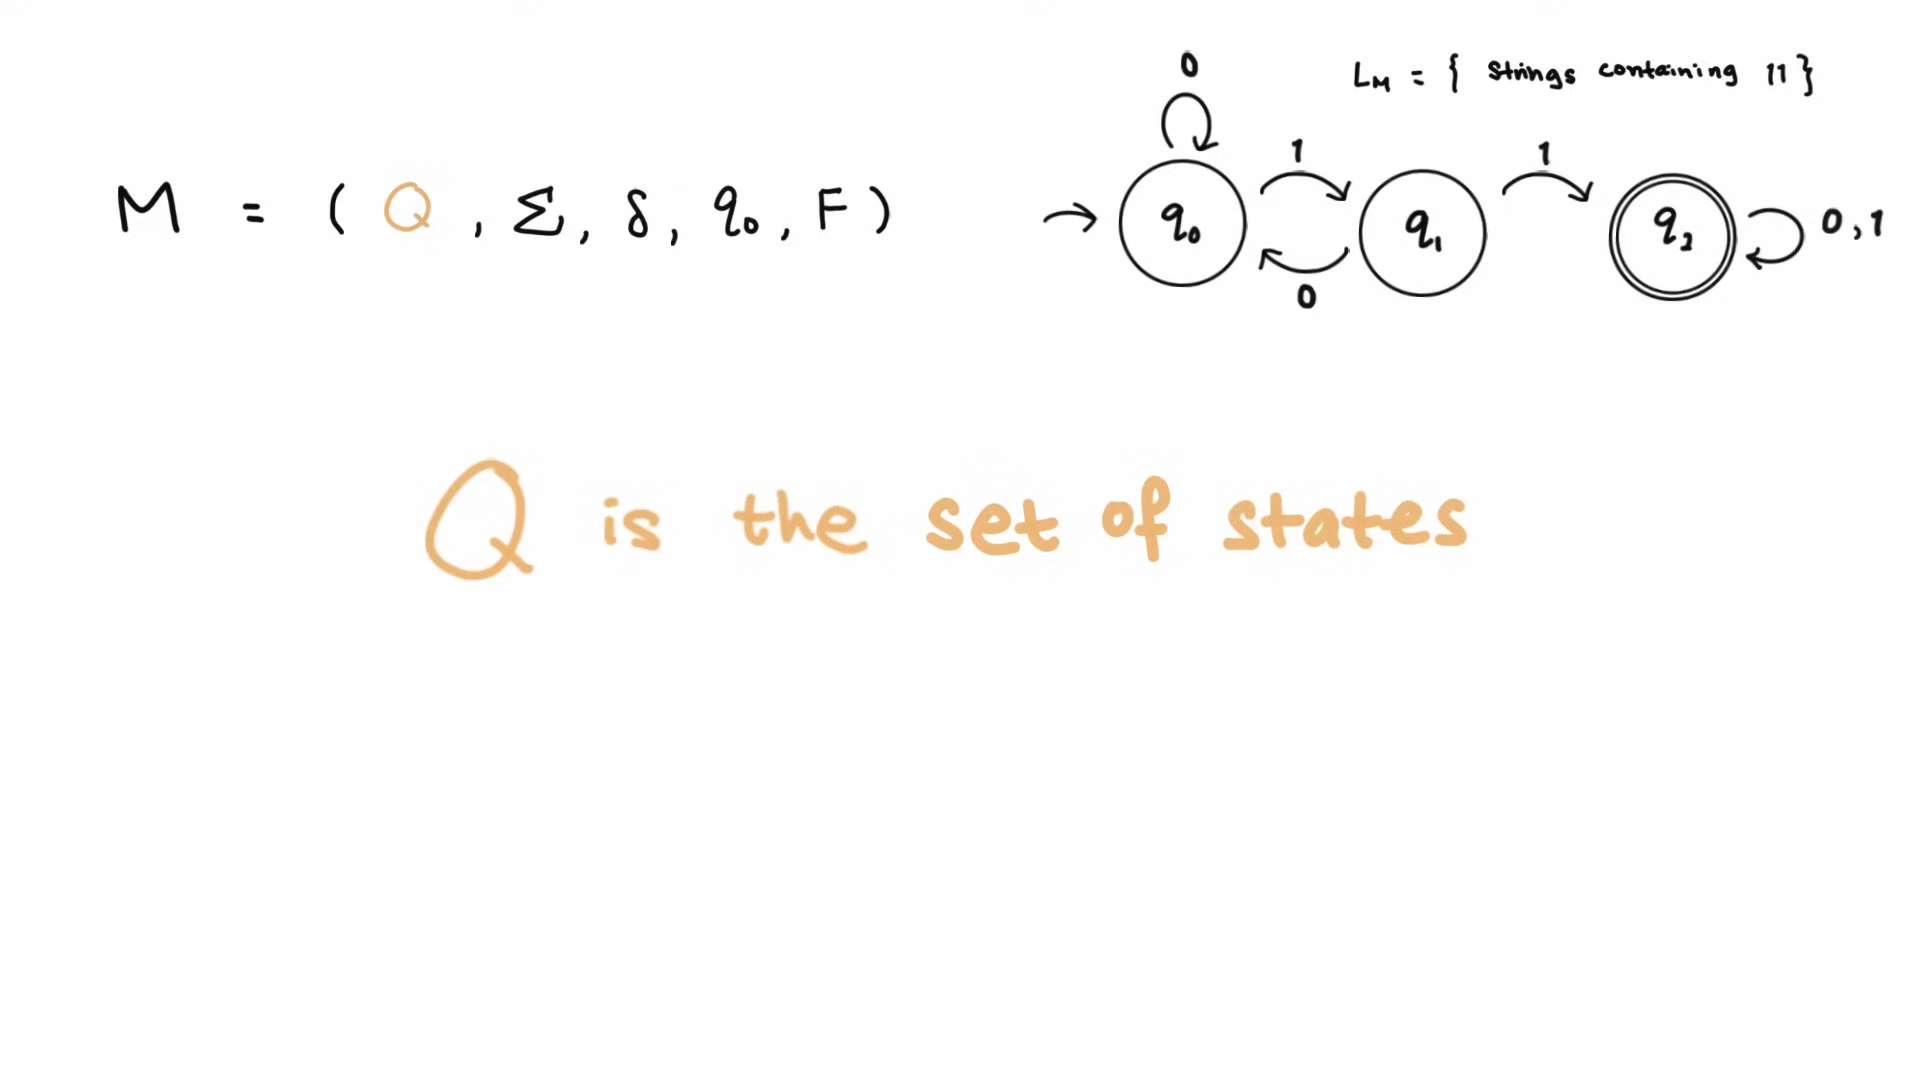 M = ( Q , Σ, δ, q₀, F )
L_M = { Strings containing 11 }
0
1
1
q₀
q₁
q₂
0,1
0
Q is the set of states